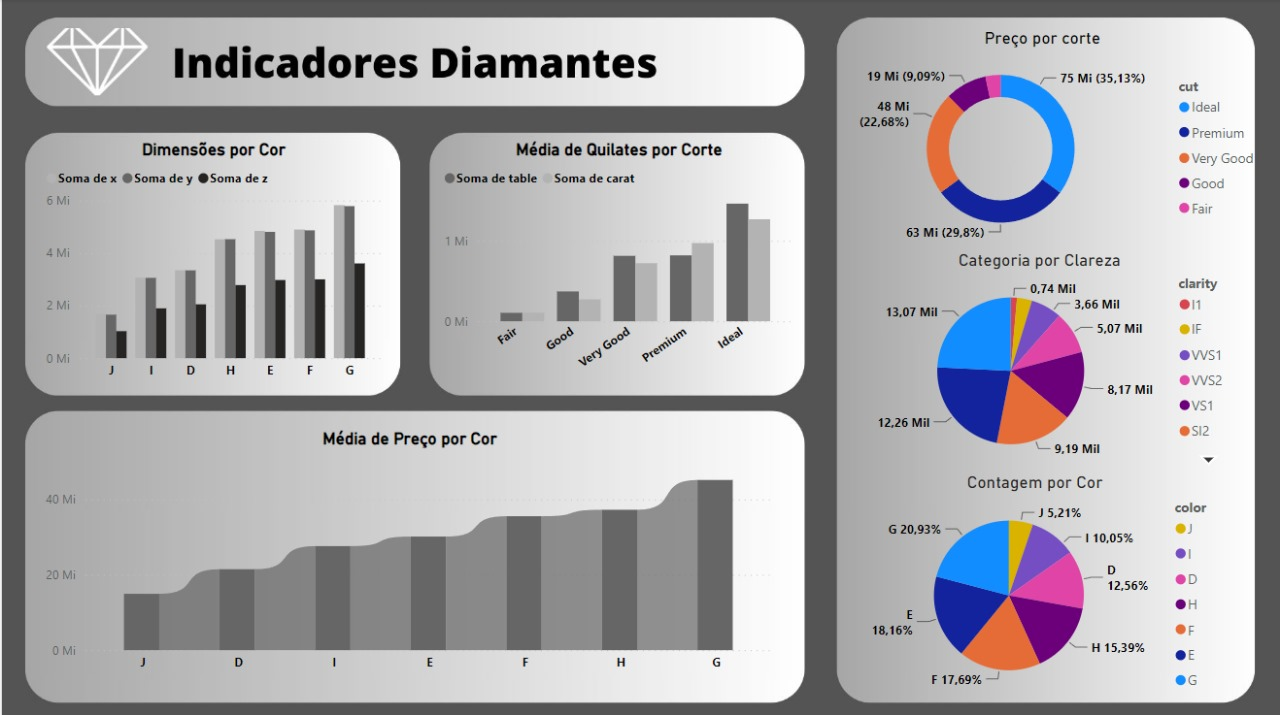 Indicadores Diamantes
Dimensões por Cor
Soma de x Soma de y Soma de z
6 Mi
4 Mi
2 Mi
0 Mi
J I D H E F G
Média de Quilates por Corte
Soma de table Soma de carat
1 Mi
0 Mi
Fair Good Very Good Premium Ideal
Média de Preço por Cor
40 Mi
20 Mi
0 Mi
J D I E F H G
Preço por corte
19 Mi (9,09%)
75 Mi (35,13%)
48 Mi
(22,68%)
63 Mi (29,8%)
cut
Ideal
Premium
Very Good
Good
Fair
Categoria por Clareza
0,74 Mil
13,07 Mil
3,66 Mil
5,07 Mil
8,17 Mil
12,26 Mil
9,19 Mil
clarity
I1
IF
VVS1
VVS2
VS1
SI2
Contagem por Cor
J 5,21%
G 20,93%
I 10,05%
D
12,56%
E
18,16%
H 15,39%
F 17,69%
color
J
I
D
H
F
E
G